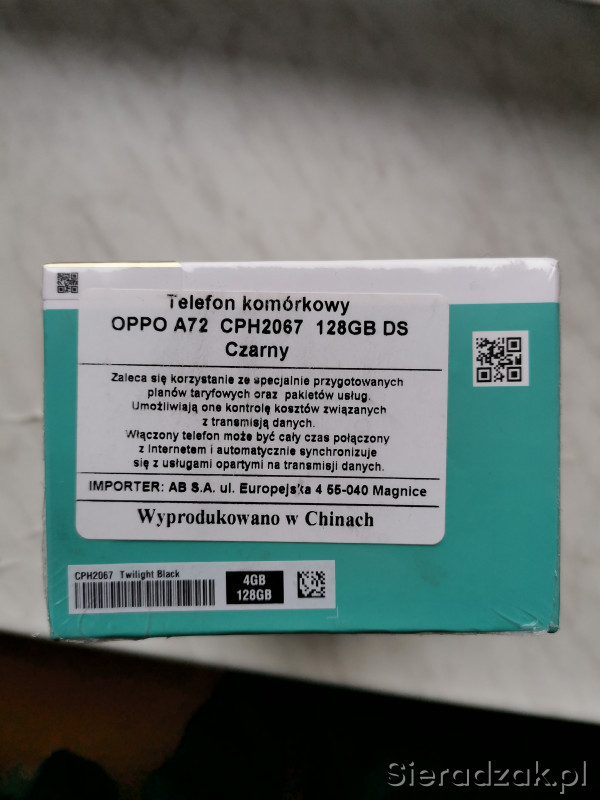 Telefon komórkowy
OPPO A72 CPH2067 128GB DS
Czarny
Zaleca się korzystanie ze specjalnie przygotowanych
planów taryfowych oraz pakietów usług.
Umożliwiają one kontrolę kosztów związanych
z transmisją danych.
Włączony telefon może być cały czas połączony
z Internetem i automatycznie synchronizuje
się z usługami opartymi na transmisji danych.
IMPORTER: AB S.A. ul. Europejska 4 55-040 Magnice
Wyprodukowano w Chinach
CPH2067 Twilight Black
4GB
128GB
Sieradzak.pl